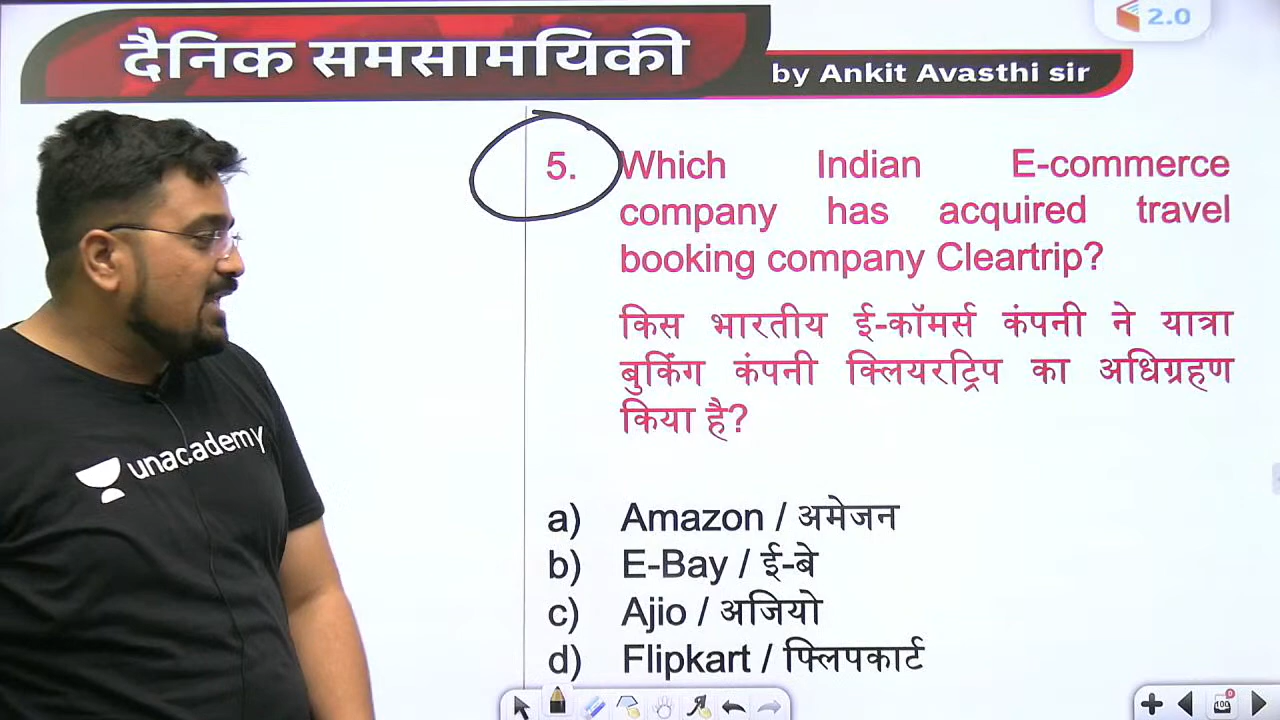 2.0
दैनिक समसामयिकी
by Ankit Avasthi sir
5. Which Indian E-commerce
company has acquired travel
booking company Cleartrip?
किस भारतीय ई-कॉमर्स कंपनी ने यात्रा
बुकिंग कंपनी क्लियरट्रिप का अधिग्रहण
किया है?
a) Amazon / अमेजन
b) E-Bay / ई-बे
c) Ajio / अजियो
d) Flipkart / फ्लिपकार्ट
unacademy